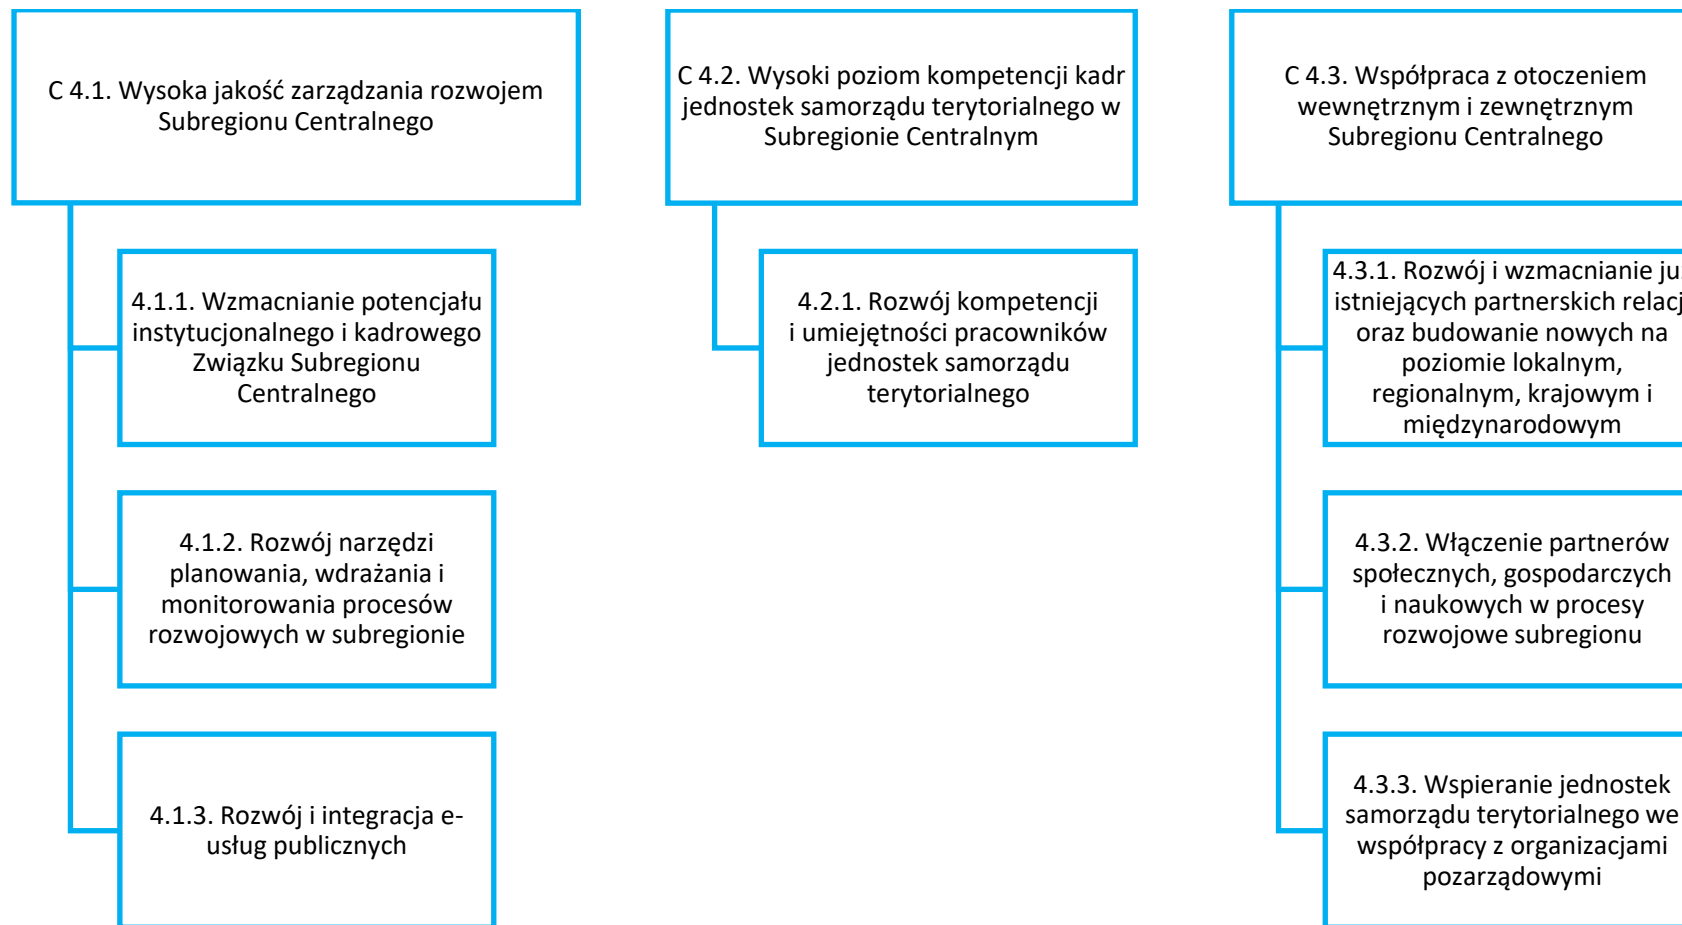 C 4.1. Wysoka jakość zarządzania rozwojem
Subregionu Centralnego
4.1.1. Wzmacnianie potencjału
instytucjonalnego i kadrowego
Związku Subregionu
Centralnego
4.1.2. Rozwój narzędzi
planowania, wdrażania i
monitorowania procesów
rozwojowych w subregionie
4.1.3. Rozwój i integracja e-
usług publicznych
C 4.2. Wysoki poziom kompetencji kadr
jednostek samorządu terytorialnego w
Subregionie Centralnym
4.2.1. Rozwój kompetencji
i umiejętności pracowników
jednostek samorządu
terytorialnego
C 4.3. Współpraca z otoczeniem
wewnętrznym i zewnętrznym
Subregionu Centralnego
4.3.1. Rozwój i wzmacnianie
istniejących partnerskich
oraz budowanie nowych na
poziomie lokalnym,
regionalnym, krajowym i
międzynarodowym
4.3.2. Włączenie partnerów
społecznych, gospodarczych
i naukowych w procesy
rozwojowe subregionu
4.3.3. Wspieranie jednostek
samorządu terytorialnego we
współpracy z organizacjami
pozarządowymi